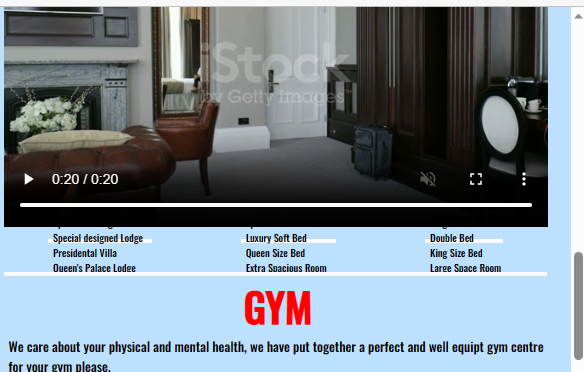 iStock
by Getty Images™
0:20 / 0:20
Special designed Lodge
Luxury Soft Bed
Double Bed
Presidential Villa
Queen Size Bed
King Size Bed
Queen's Palace Lodge
Extra Spacious Room
Large Space Room
GYM
We care about your physical and mental health, we have put together a perfect and well equipt gym centre
for your gym please.